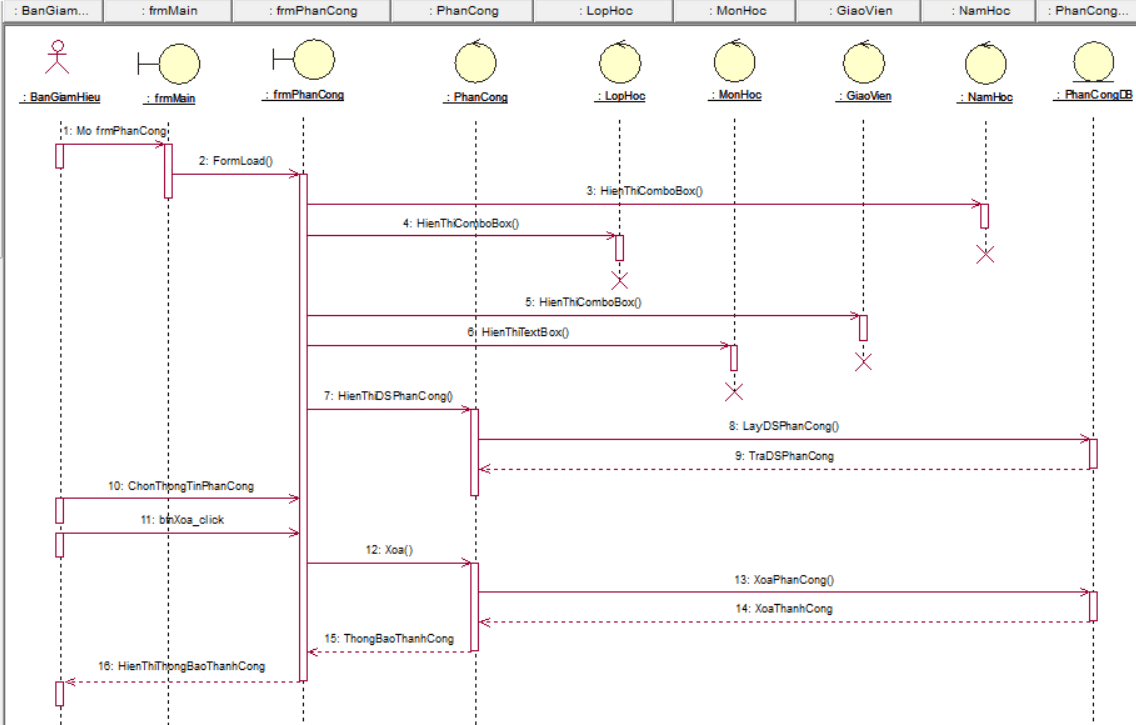 : BanGiam...
: frmMain
: frmPhanCong
: PhanCong
: LopHoc
: MonHoc
: GiaoVien
: NamHoc
: PhanCong...
: BanGiamHieu
: frmMain
: frmPhanCong
: PhanCong
: LopHoc
: MonHoc
: GiaoVien
: NamHoc
: PhanCongDB
1: Mo frmPhanCong
2: FormLoad()
3: HienThiComboBox()
4: HienThiComboBox()
5: HienThiComboBox()
6: HienThiTextBox()
7: HienThiDSPhanCong()
8: LayDSPhanCong()
9: TraDSPhanCong
10: ChonThongTinPhanCong
11: btnXoa_click
12: Xoa()
13: XoaPhanCong()
14: XoaThanhCong
15: ThongBaoThanhCong
16: HienThiThongBaoThanhCong